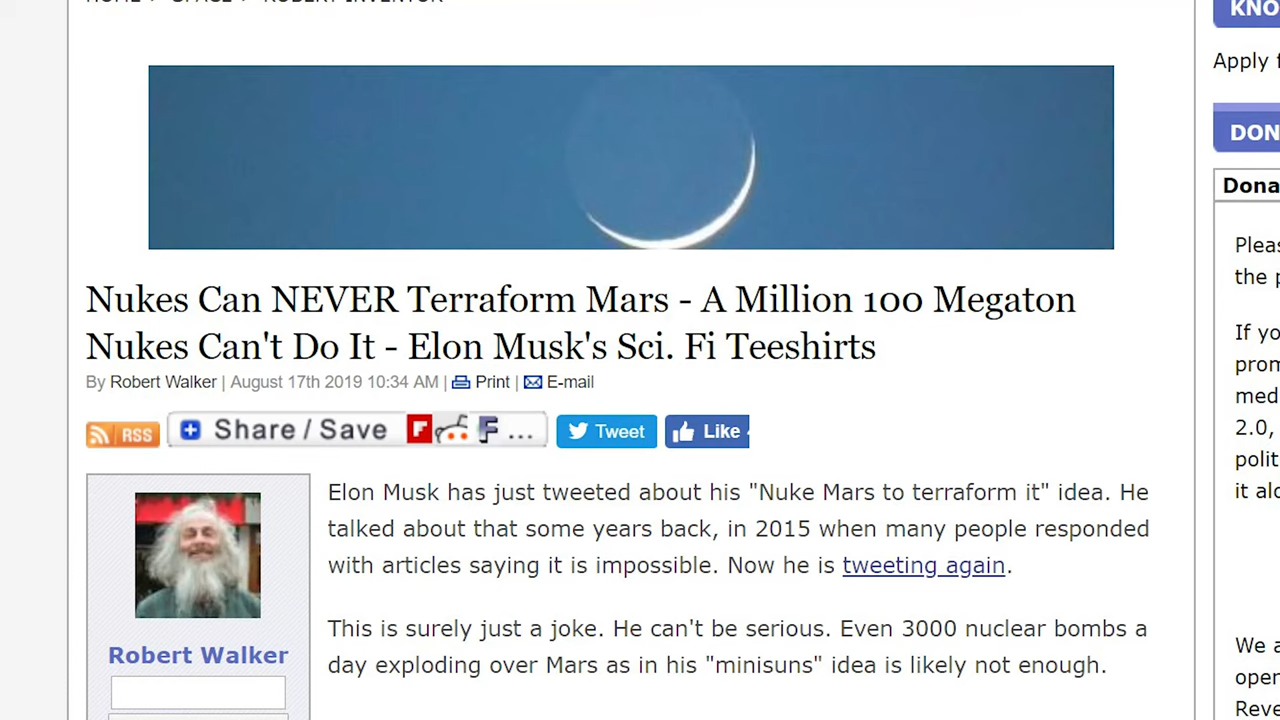 HOME > SPACE > ROBERT INVENTOR
KNO
Apply f
DON
Dona
Pleas
the p
If yo
prom
med
2.0,
polit
it alo
We a
open
Reve
Nukes Can NEVER Terraform Mars - A Million 100 Megaton
Nukes Can't Do It - Elon Musk's Sci. Fi Teeshirts
By Robert Walker | August 17th 2019 10:34 AM | Print | E-mail
RSS Share / Save ... Tweet Like
Elon Musk has just tweeted about his "Nuke Mars to terraform it" idea. He
talked about that some years back, in 2015 when many people responded
with articles saying it is impossible. Now he is tweeting again.
This is surely just a joke. He can't be serious. Even 3000 nuclear bombs a
day exploding over Mars as in his "minisuns" idea is likely not enough.
Robert Walker